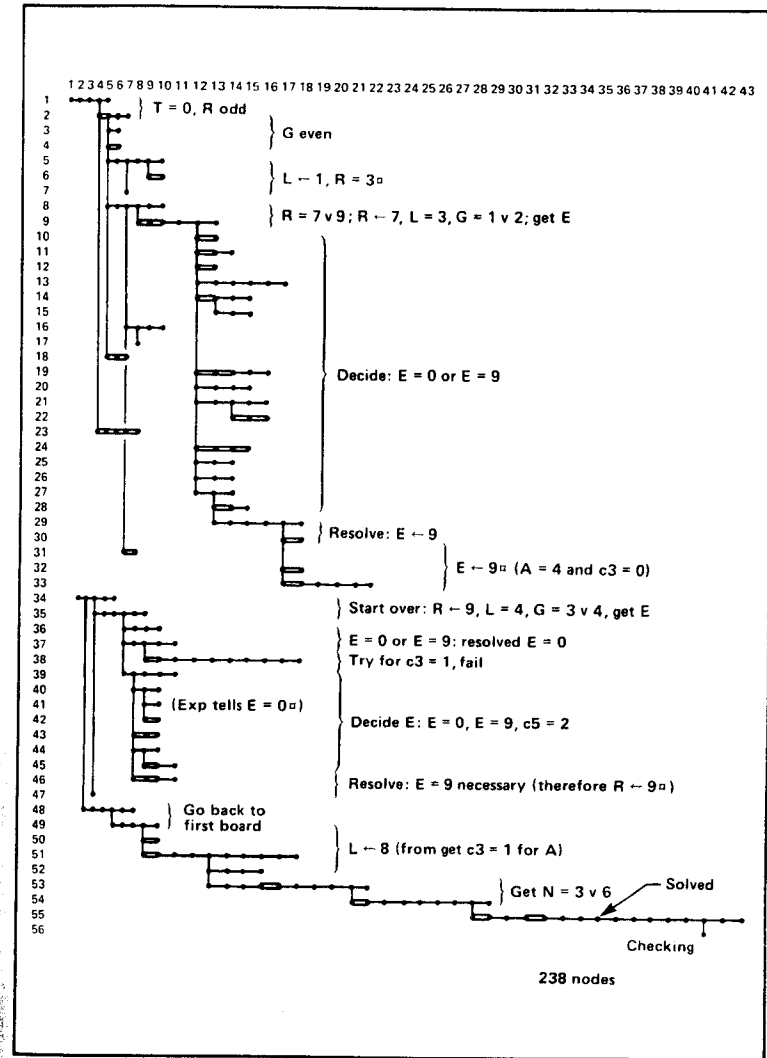 1 2 3 4 5 6 7 8 9 10 11 12 13 14 15 16 17 18 19 20 21 22 23 24 25 26 27 28 29 30 31 32 33 34 35 36 37 38 39 40 41 42 43
1
T = 0, R odd
2
3
G even
4
5
6
L ← 1, R = 3¤
7
8
9
R = 7 v 9; R ← 7, L = 3, G = 1 v 2; get E
10
11
12
13
14
15
16
17
18
19
Decide: E = 0 or E = 9
20
21
22
23
24
25
26
27
28
29
Resolve: E ← 9
30
31
32
E ← 9¤ (A = 4 and c3 = 0)
33
34
Start over: R ← 9, L = 4, G = 3 v 4, get E
35
36
37
E = 0 or E = 9: resolved E = 0
38
Try for c3 = 1, fail
39
40
41
(Exp tells E = 0¤)
42
Decide E: E = 0, E = 9, c5 = 2
43
44
45
46
Resolve: E = 9 necessary (therefore R ← 9¤)
47
48
Go back to
49
first board
50
51
L ← 8 (from get c3 = 1 for A)
52
53
Get N = 3 v 6
Solved
54
55
56
Checking
238 nodes